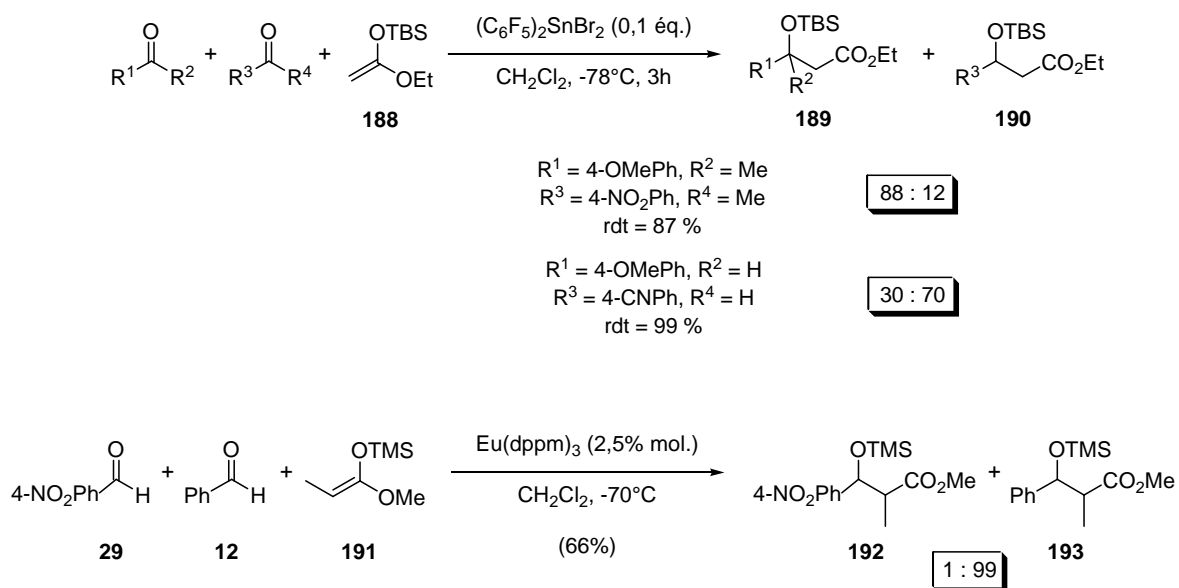 O
R1 R2
+
O
R3 R4
+
OTBS
OEt
188
(C6F5)2SnBr2 (0,1 éq.)
CH2Cl2, -78°C, 3h
OTBS
R1 R2 CO2Et
189
+
OTBS
R3 CO2Et
190
R1 = 4-OMePh, R2 = Me
R3 = 4-NO2Ph, R4 = Me
rdt = 87 %
88 : 12
R1 = 4-OMePh, R2 = H
R3 = 4-CNPh, R4 = H
rdt = 99 %
30 : 70
O
4-NO2Ph H
29
+
O
Ph H
12
+
OTMS
OMe
191
Eu(dppm)3 (2,5% mol.)
CH2Cl2, -70°C
(66%)
OTMS
4-NO2Ph CO2Me
192
+
OTMS
Ph CO2Me
193
1 : 99